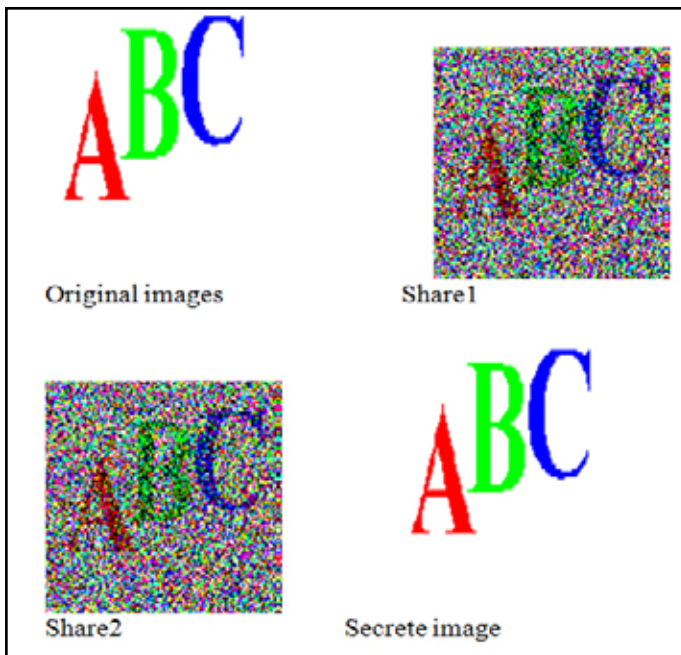 ABC
ABC
Original images
Share1
ABC
ABC
Share2
Secrete image